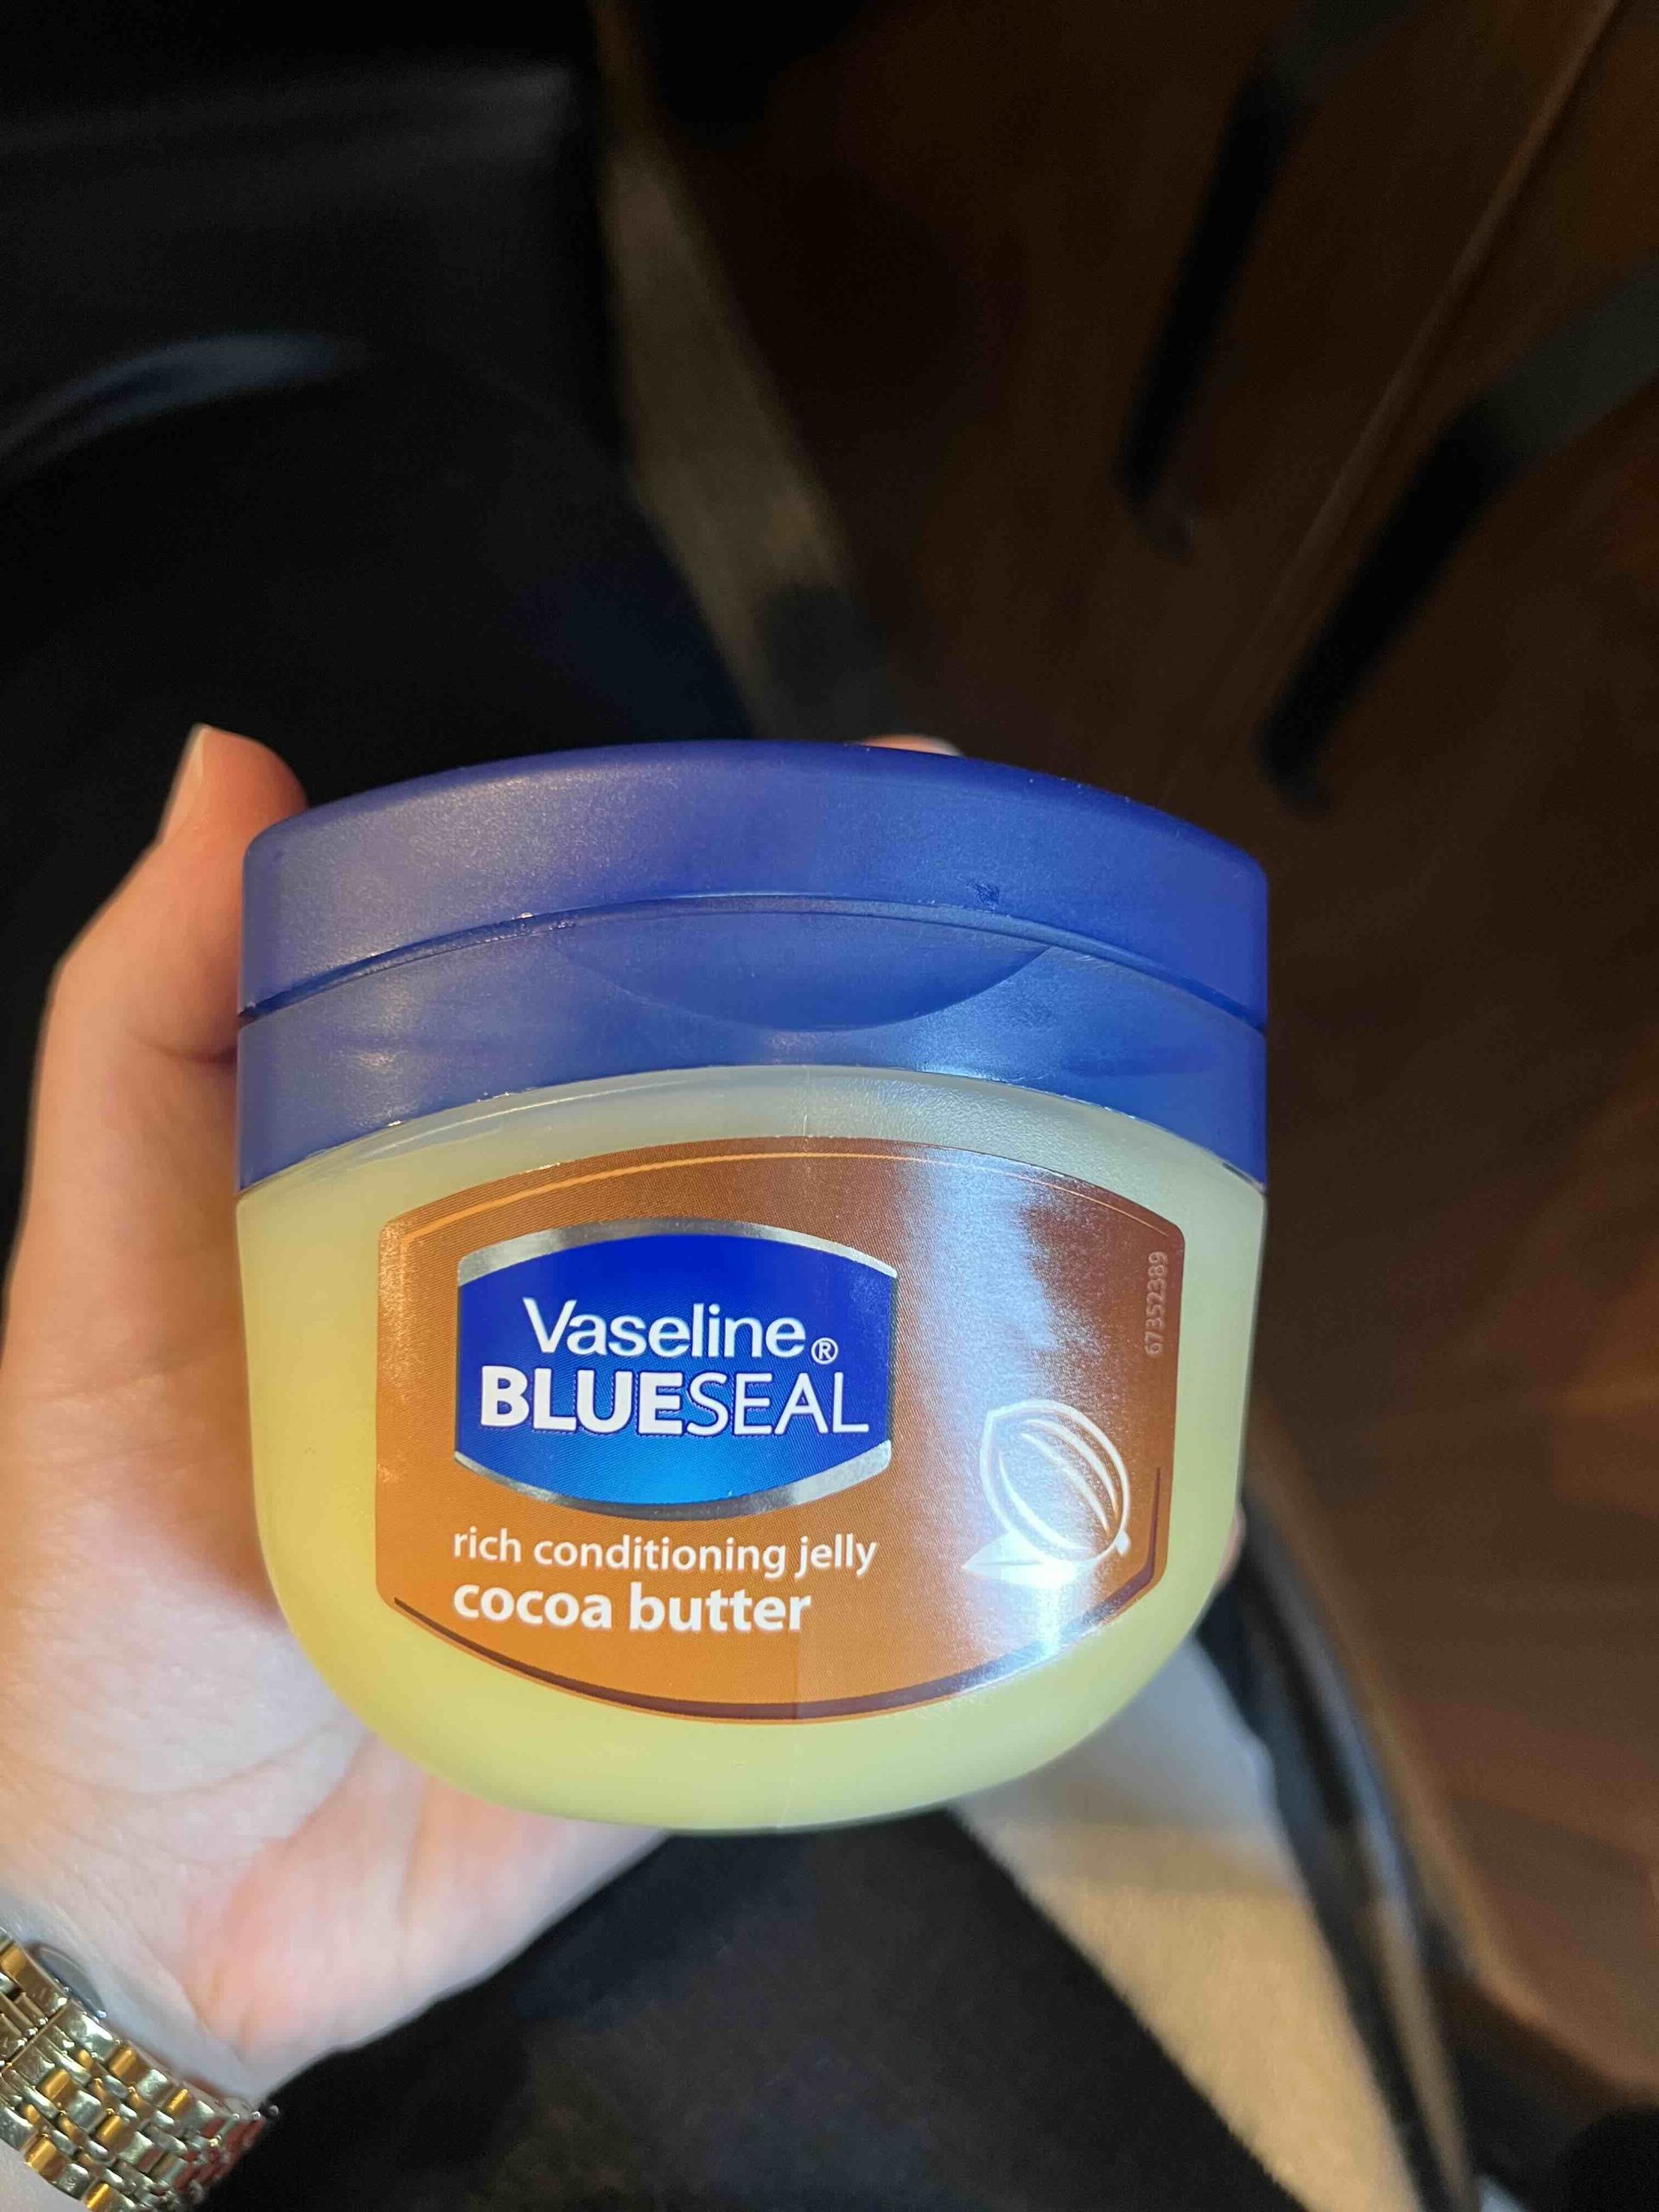 Vaseline®
BLUESEAL
rich conditioning jelly
cocoa butter
67352389